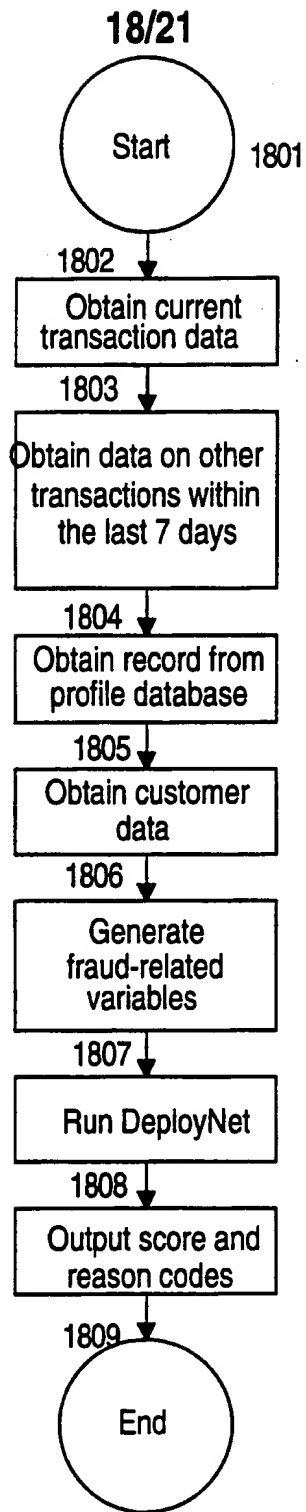 18/21
Start
1801
1802
Obtain current
transaction data
1803
Obtain data on other
transactions within
the last 7 days
1804
Obtain record from
profile database
1805
Obtain customer
data
1806
Generate
fraud-related
variables
1807
Run DeployNet
1808
Output score and
reason codes
1809
End